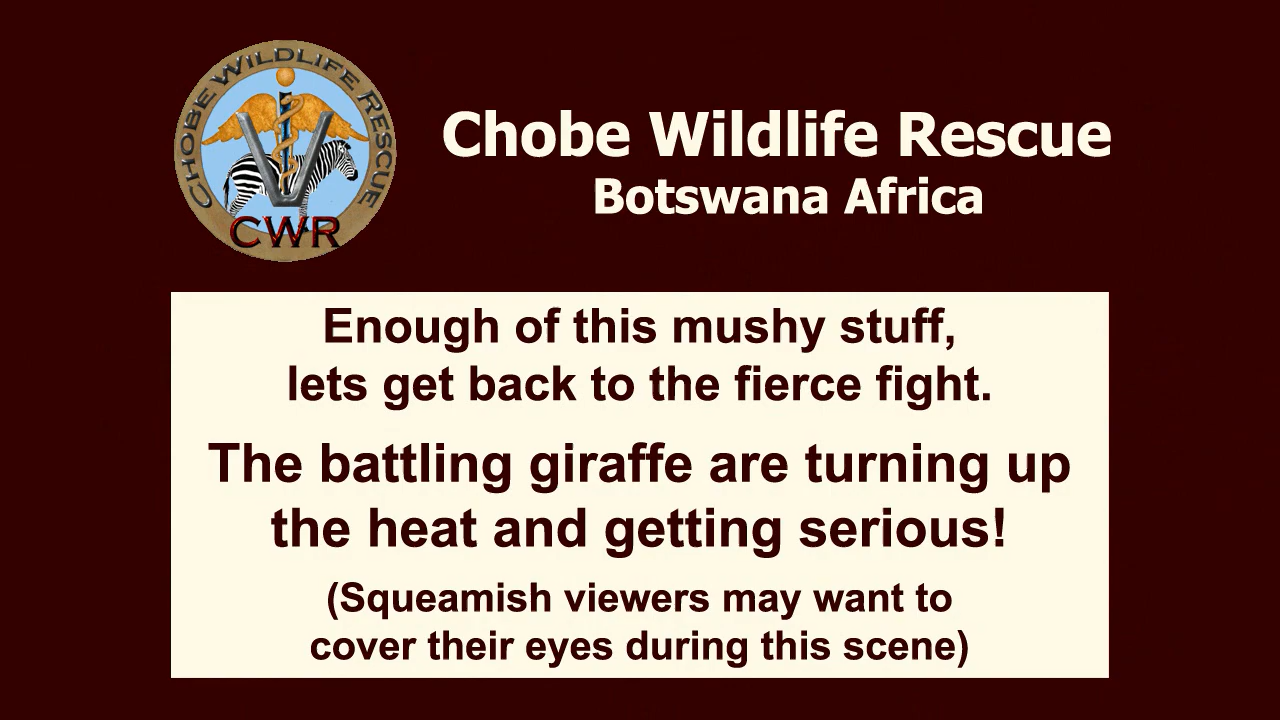 CHOBE WILDLIFE RESCUE
CWR
Chobe Wildlife Rescue
Botswana Africa
Enough of this mushy stuff,
lets get back to the fierce fight.
The battling giraffe are turning up
the heat and getting serious!
(Squeamish viewers may want to
cover their eyes during this scene)